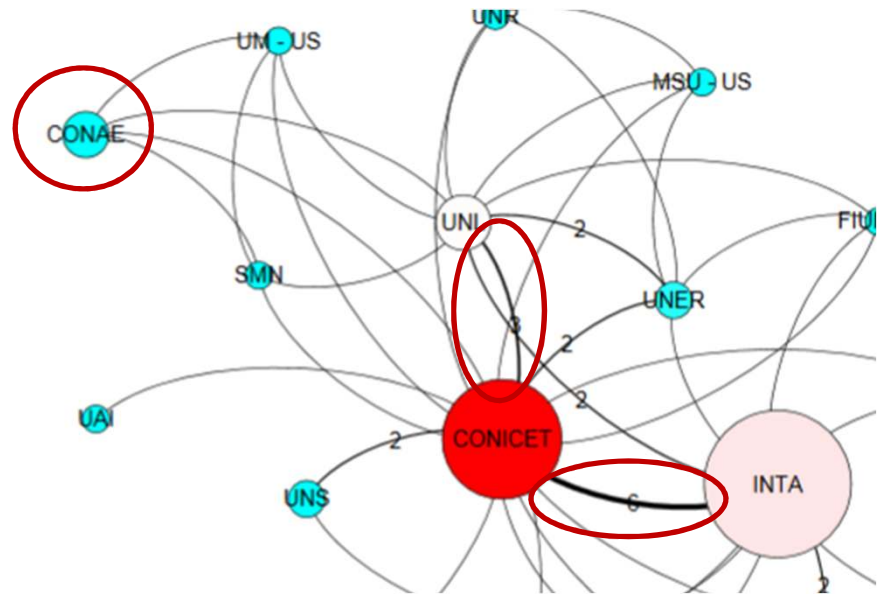 UNR
UM - US
MSU - US
CONAE
UNL
2
FIU
SMN
UNER
3
2
2
UAI
2
CONICET
INTA
UNS
6
2